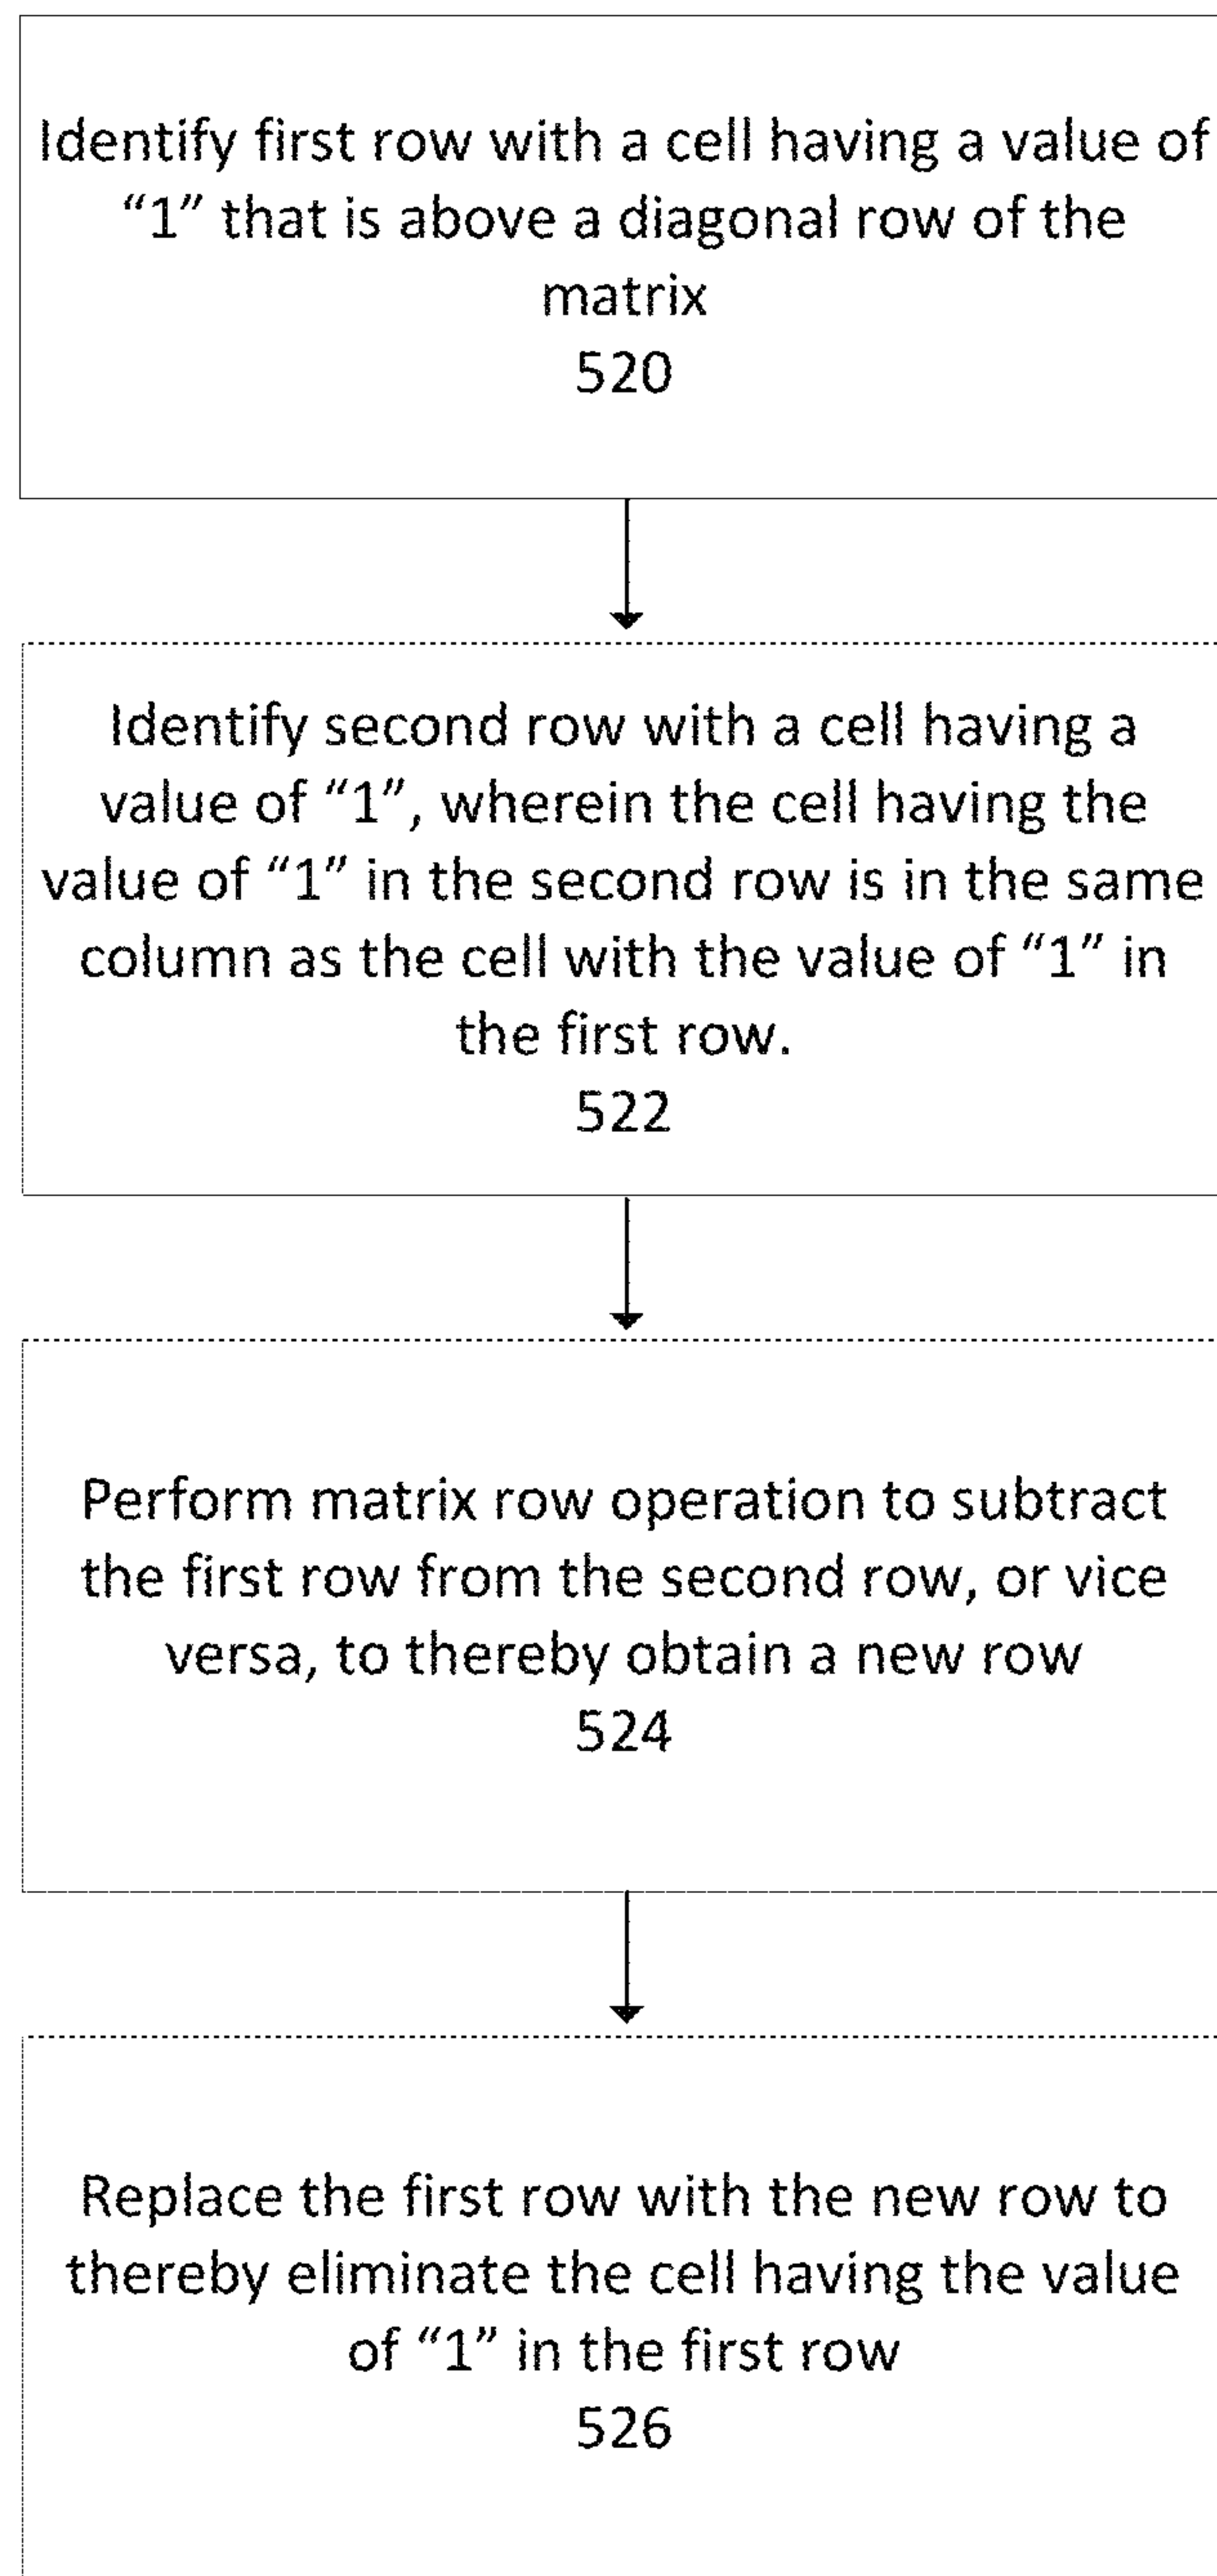 Identify first row with a cell having a value of
“1” that is above a diagonal row of the
matrix
520
Identify second row with a cell having a
value of “1”, wherein the cell having the
value of “1” in the second row is in the same
column as the cell with the value of “1” in
the first row.
522
Perform matrix row operation to subtract
the first row from the second row, or vice
versa, to thereby obtain a new row
524
Replace the first row with the new row to
thereby eliminate the cell having the value
of “1” in the first row
526